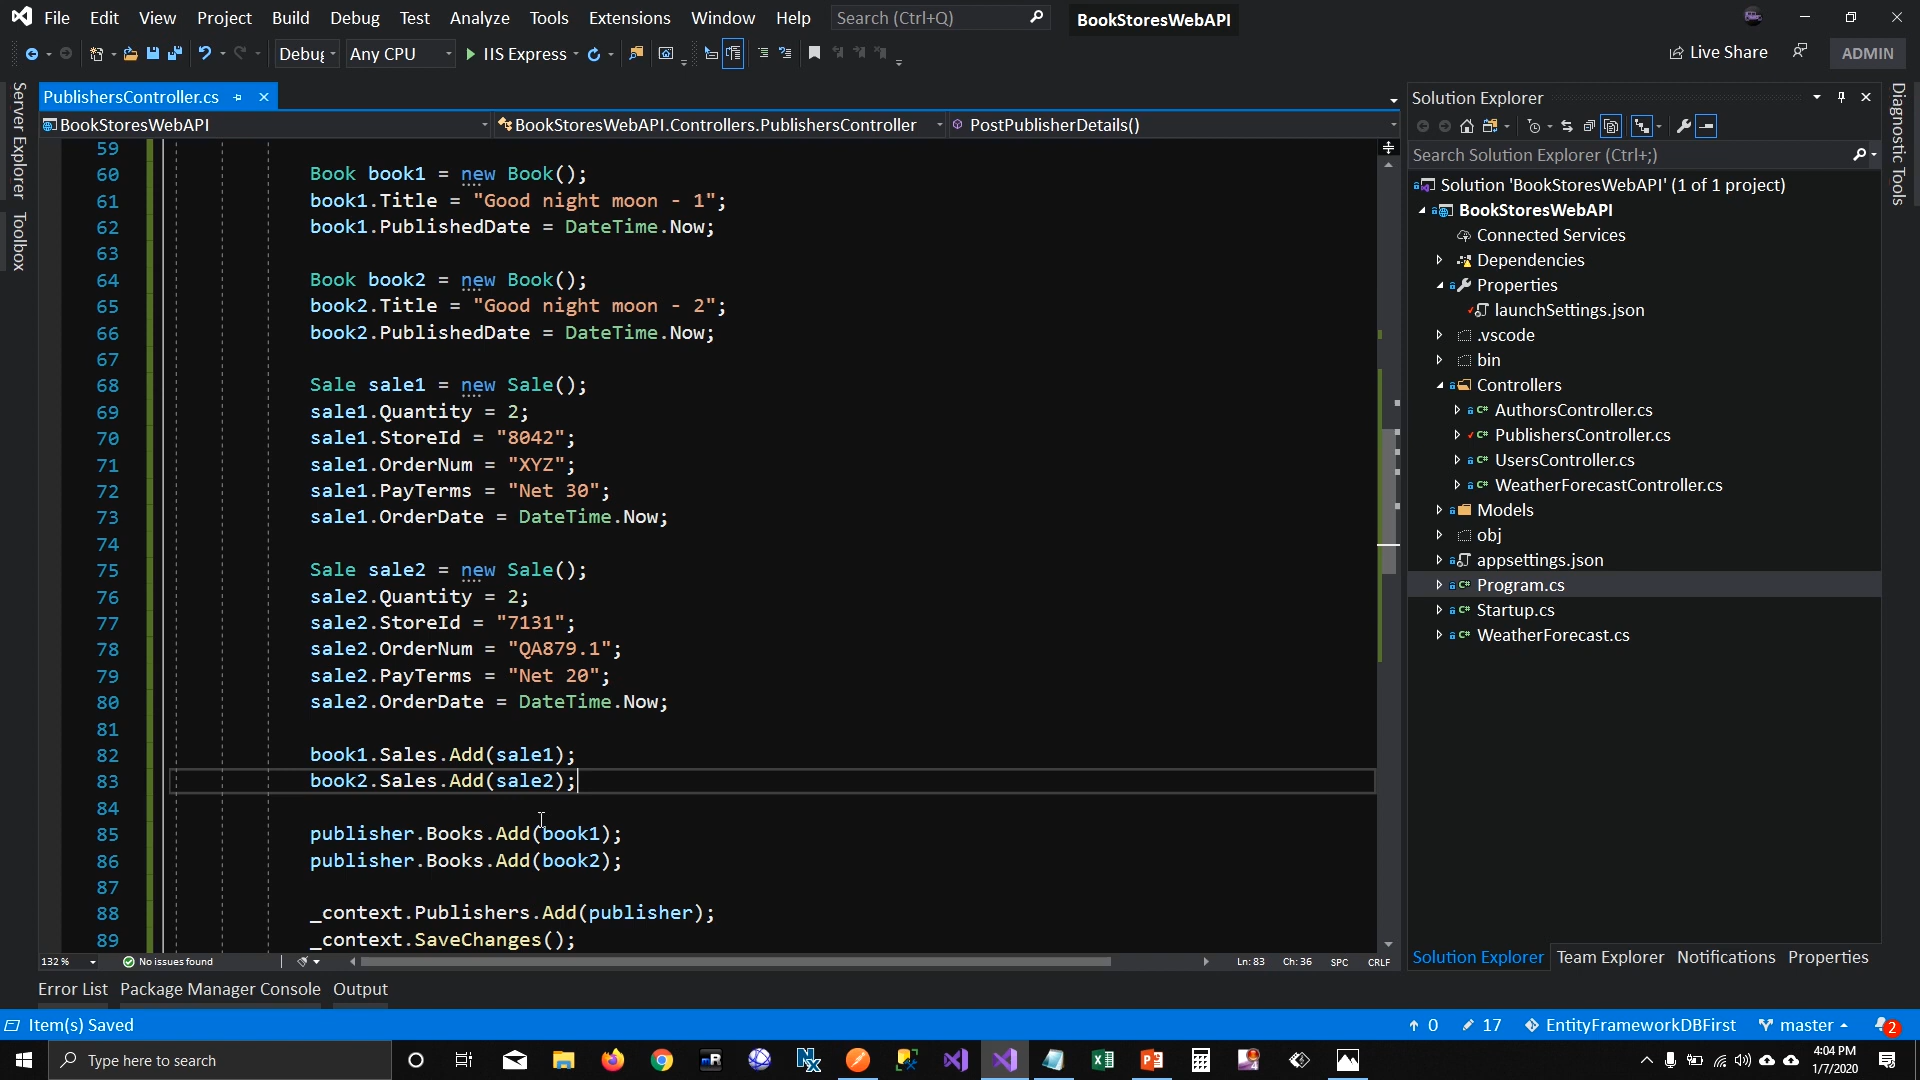 File Edit View Project Build Debug Test Analyze Tools Extensions Window Help Search (Ctrl+Q) BookStoresWebAPI
Debug Any CPU IIS Express Live Share ADMIN
Server Explorer
Toolbox
PublishersController.cs
BookStoresWebAPI BookStoresWebAPI.Controllers.PublishersController PostPublisherDetails()
59
60 Book book1 = new Book();
61 book1.Title = "Good night moon - 1";
62 book1.PublishedDate = DateTime.Now;
63
64 Book book2 = new Book();
65 book2.Title = "Good night moon - 2";
66 book2.PublishedDate = DateTime.Now;
67
68 Sale sale1 = new Sale();
69 sale1.Quantity = 2;
70 sale1.StoreId = "8042";
71 sale1.OrderNum = "XYZ";
72 sale1.PayTerms = "Net 30";
73 sale1.OrderDate = DateTime.Now;
74
75 Sale sale2 = new Sale();
76 sale2.Quantity = 2;
77 sale2.StoreId = "7131";
78 sale2.OrderNum = "QA879.1";
79 sale2.PayTerms = "Net 20";
80 sale2.OrderDate = DateTime.Now;
81
82 book1.Sales.Add(sale1);
83 book2.Sales.Add(sale2);
84
85 publisher.Books.Add(book1);
86 publisher.Books.Add(book2);
87
88 _context.Publishers.Add(publisher);
89 _context.SaveChanges();
132 % No issues found Ln: 83 Ch: 36 SPC CRLF
Solution Explorer
Search Solution Explorer (Ctrl+;)
Solution 'BookStoresWebAPI' (1 of 1 project)
BookStoresWebAPI
Connected Services
Dependencies
Properties
launchSettings.json
.vscode
bin
Controllers
AuthorsController.cs
PublishersController.cs
UsersController.cs
WeatherForecastController.cs
Models
obj
appsettings.json
Program.cs
Startup.cs
WeatherForecast.cs
Solution Explorer Team Explorer Notifications Properties
Diagnostic Tools
Error List Package Manager Console Output
Item(s) Saved 0 17 EntityFrameworkDBFirst master 2
Type here to search 4:04 PM
1/7/2020